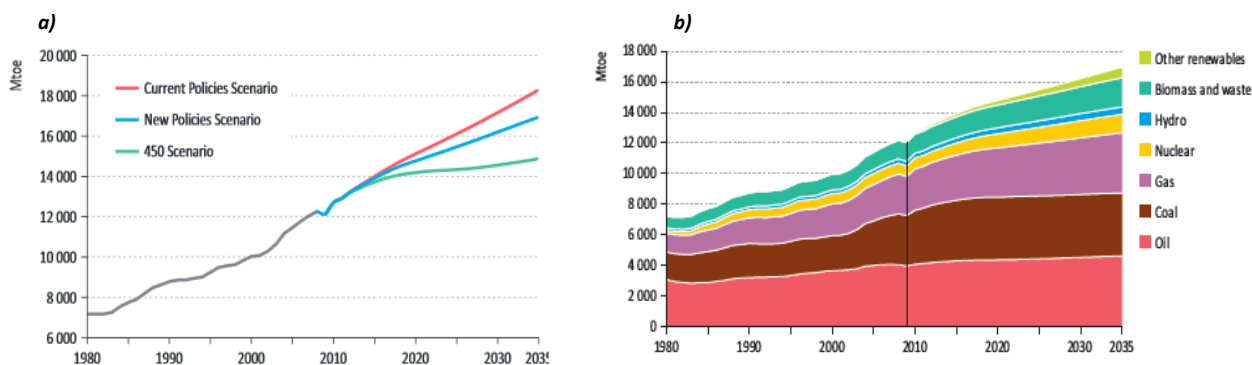 a)
Mtoe
20 000
18 000
16 000
14 000
12 000
10 000
8 000
6 000
1980 1990 2000 2010 2020 2030 2035
Current Policies Scenario
New Policies Scenario
450 Scenario
b)
Mtoe
18 000
16 000
14 000
12 000
10 000
8 000
6 000
4 000
2 000
0
1980 1990 2000 2010 2020 2030 2035
Other renewables
Biomass and waste
Hydro
Nuclear
Gas
Coal
Oil